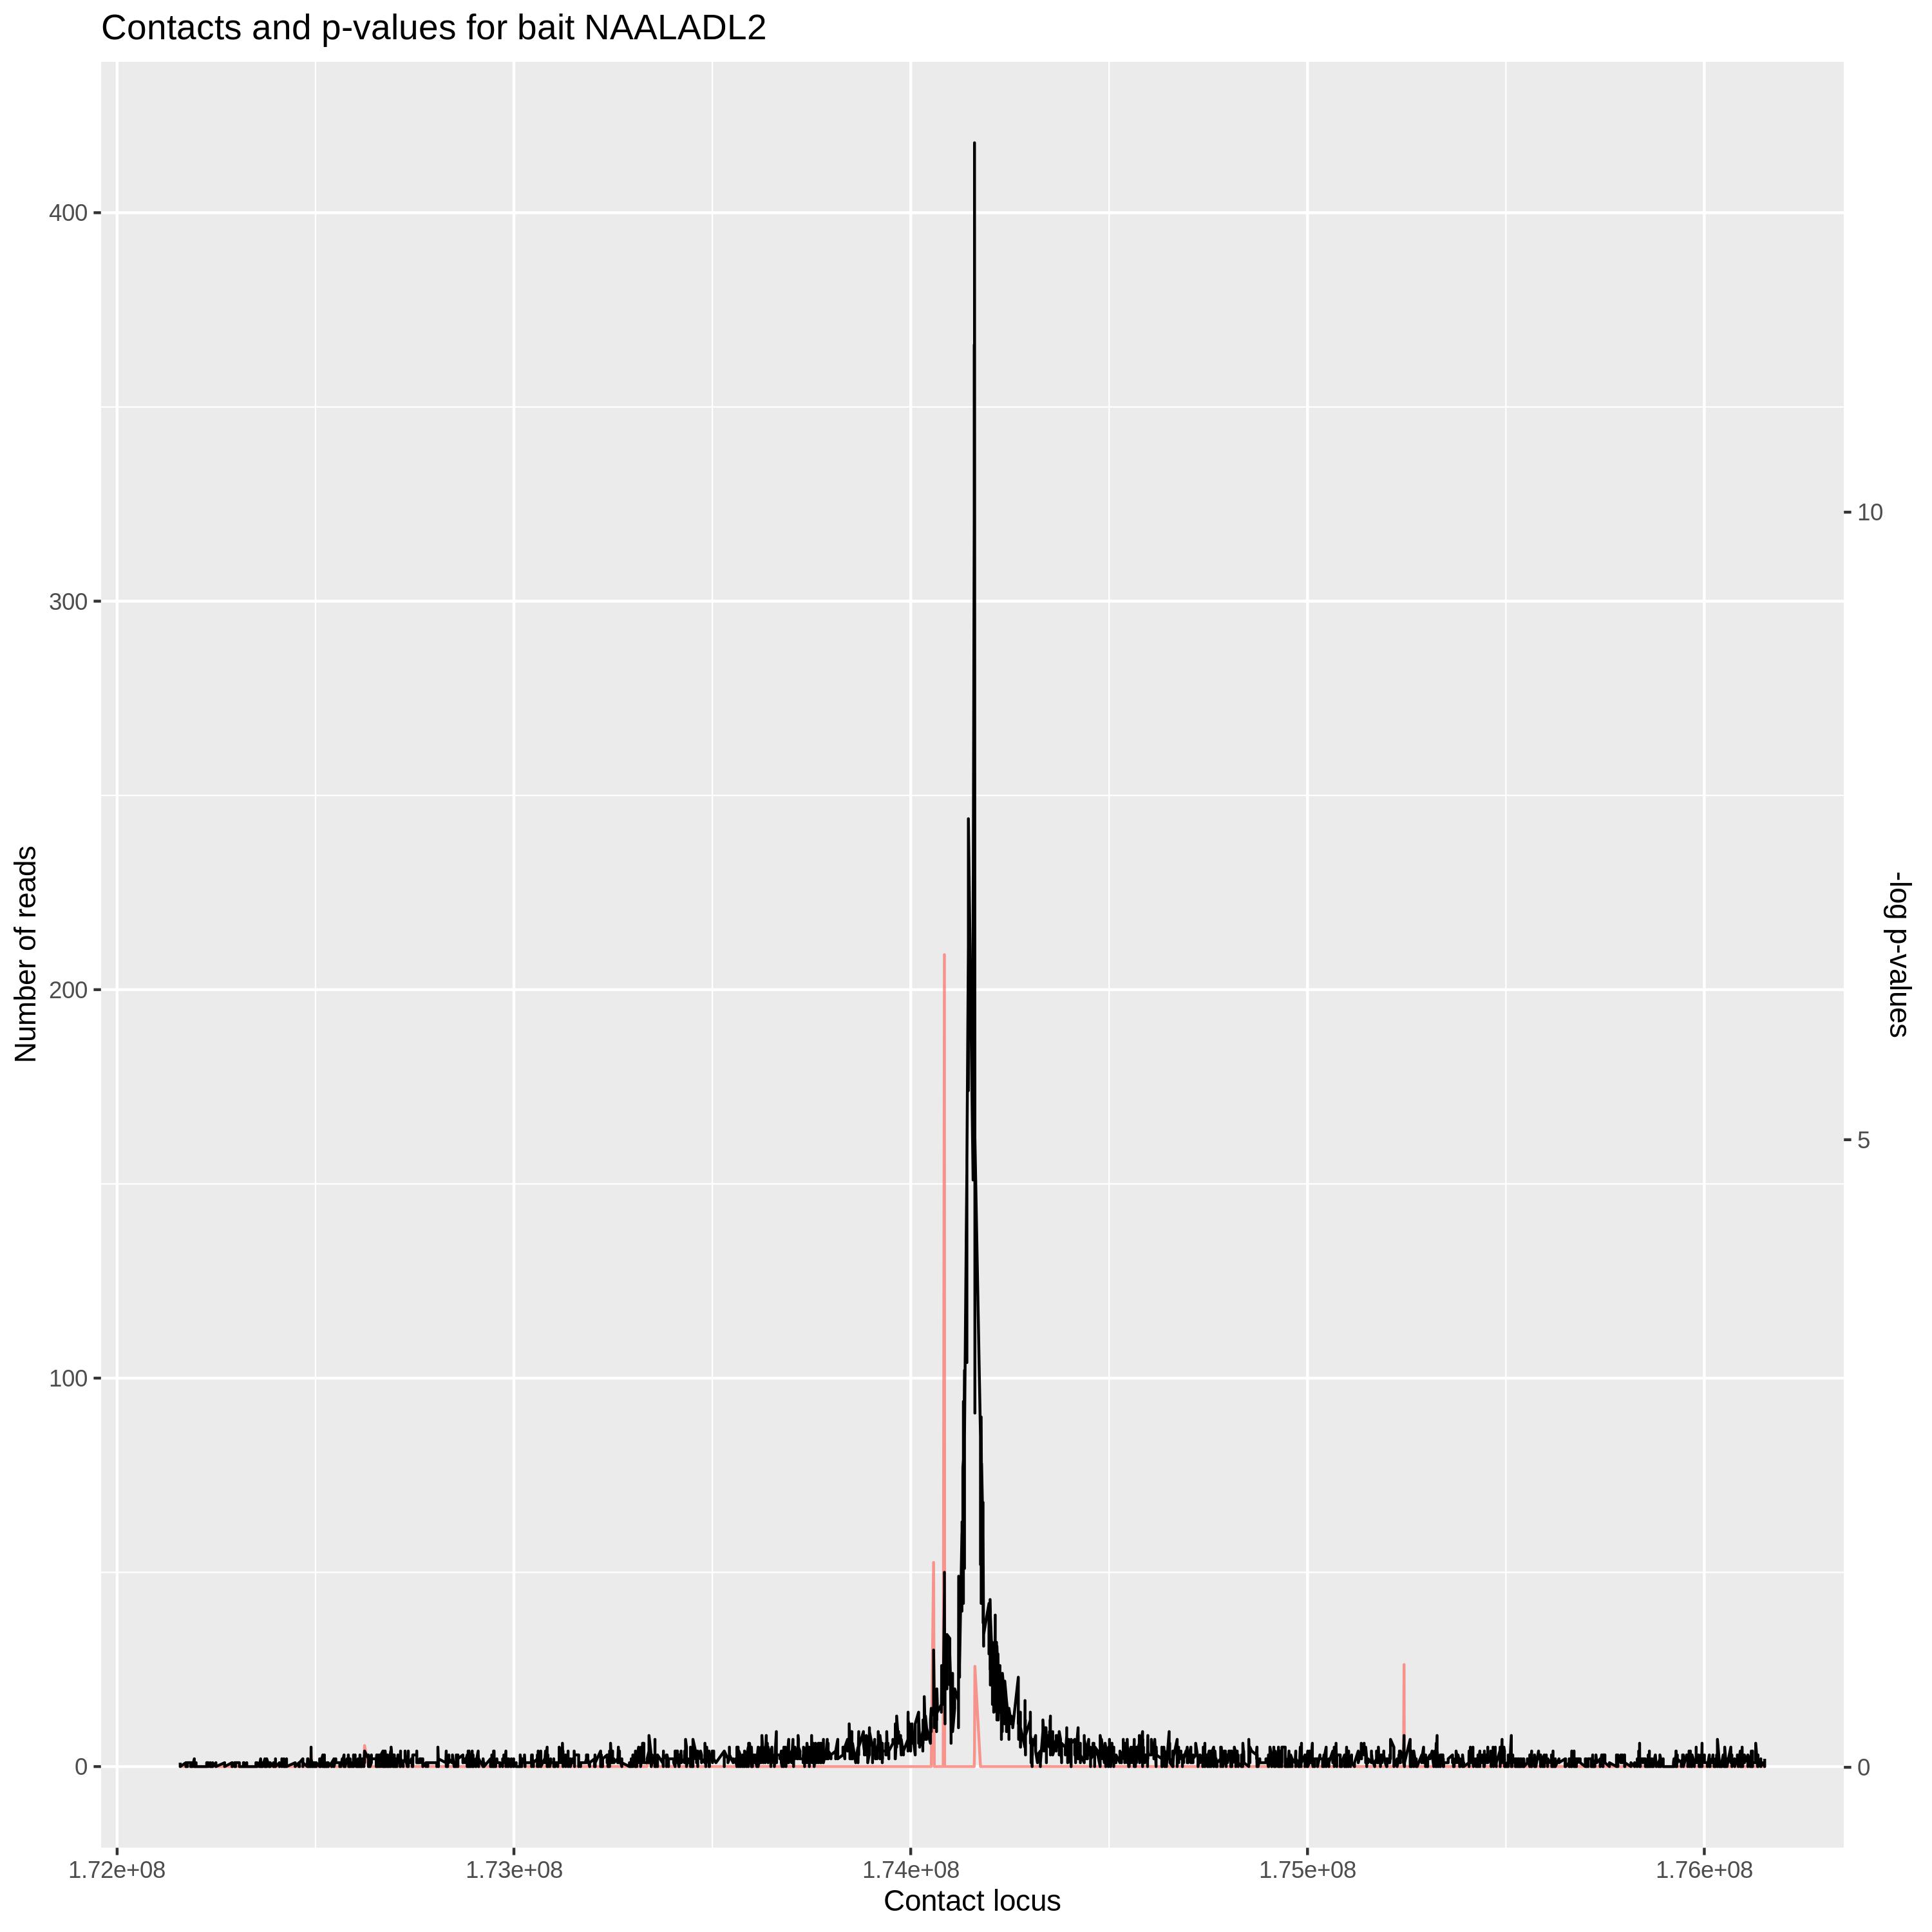 Contacts and p-values for bait NAALADL2
400
300
200
100
0
Number of reads
10
5
0
-log p-values
1.72e+08 1.73e+08 1.74e+08 1.75e+08 1.76e+08
Contact locus